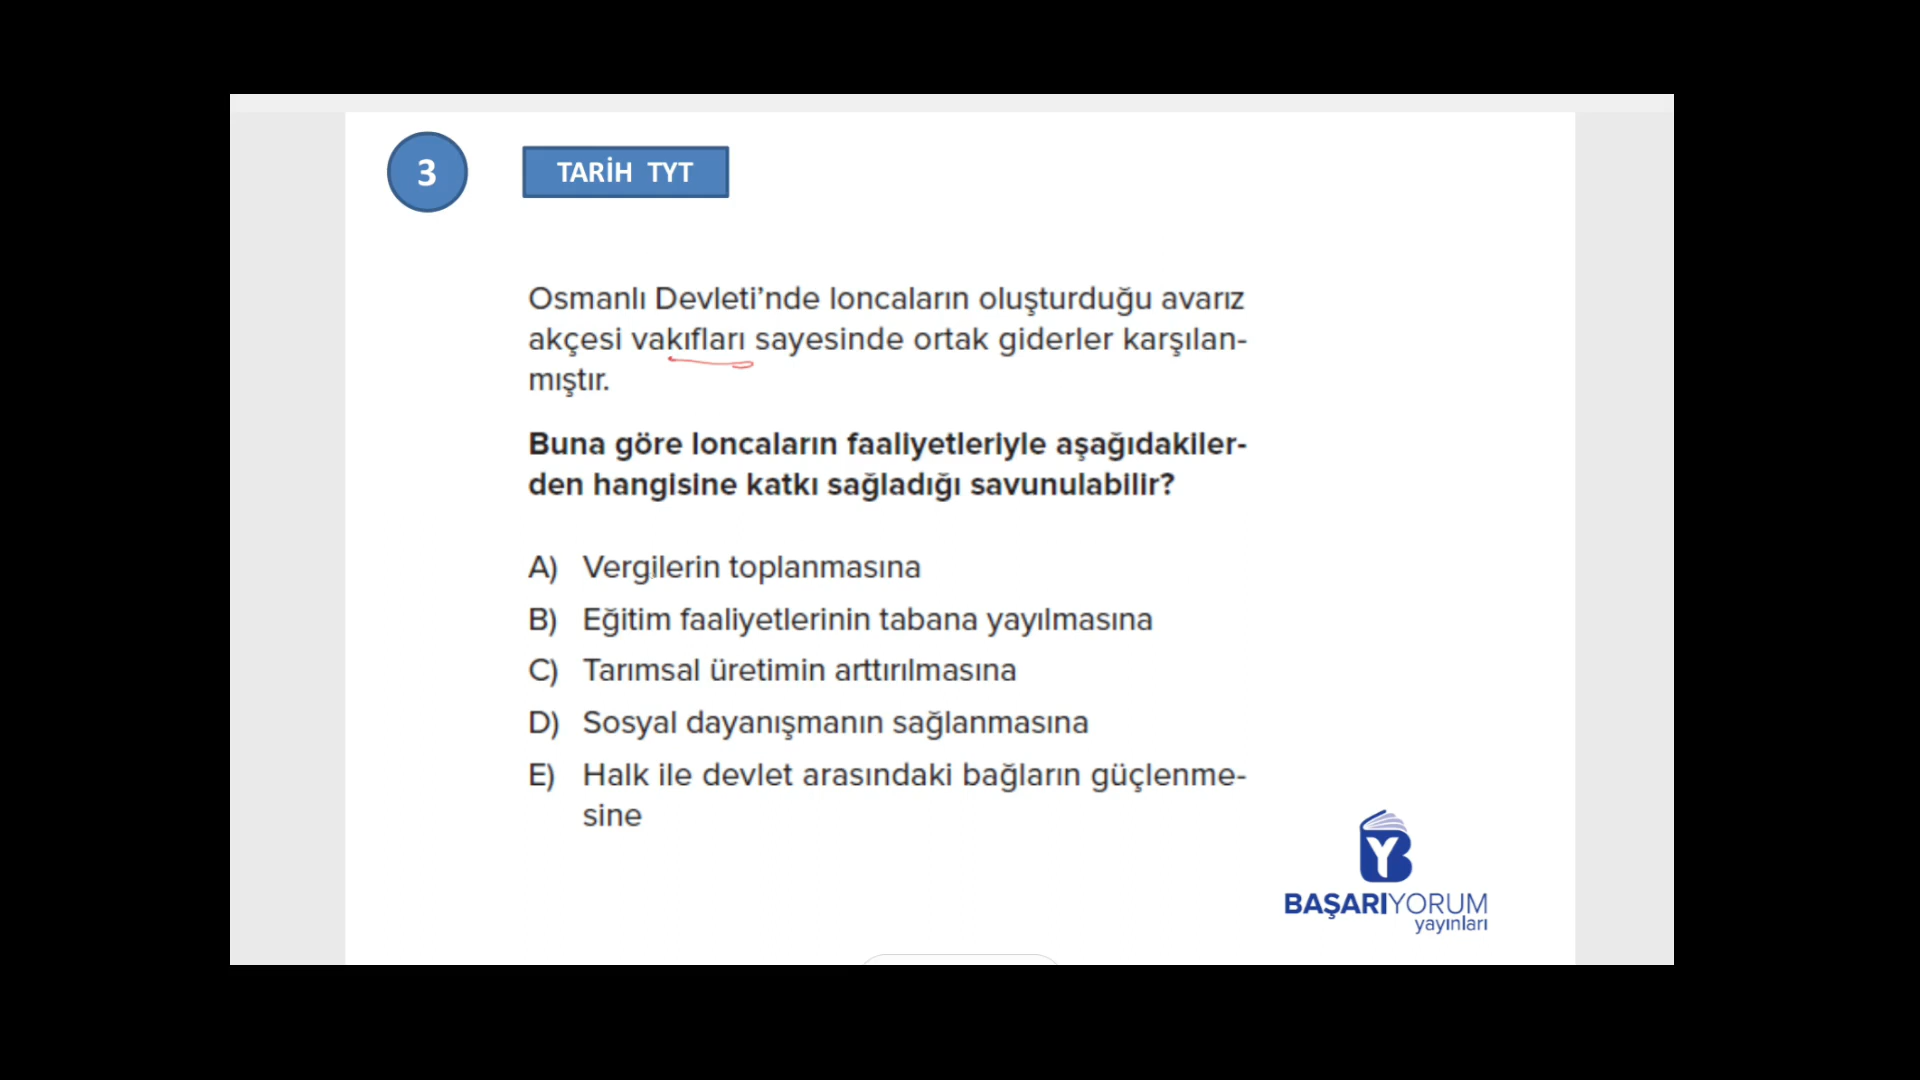 3
TARİH TYT
Osmanlı Devleti’nde loncaların oluşturduğu avarız
akçesi vakıfları sayesinde ortak giderler karşılan-
mıştır.
Buna göre loncaların faaliyetleriyle aşağıdakiler-
den hangisine katkı sağladığı savunulabilir?
A) Vergilerin toplanmasına
B) Eğitim faaliyetlerinin tabana yayılmasına
C) Tarımsal üretimin arttırılmasına
D) Sosyal dayanışmanın sağlanmasına
E) Halk ile devlet arasındaki bağların güçlenme-
sine
BY
BAŞARIYORUM
yayınları